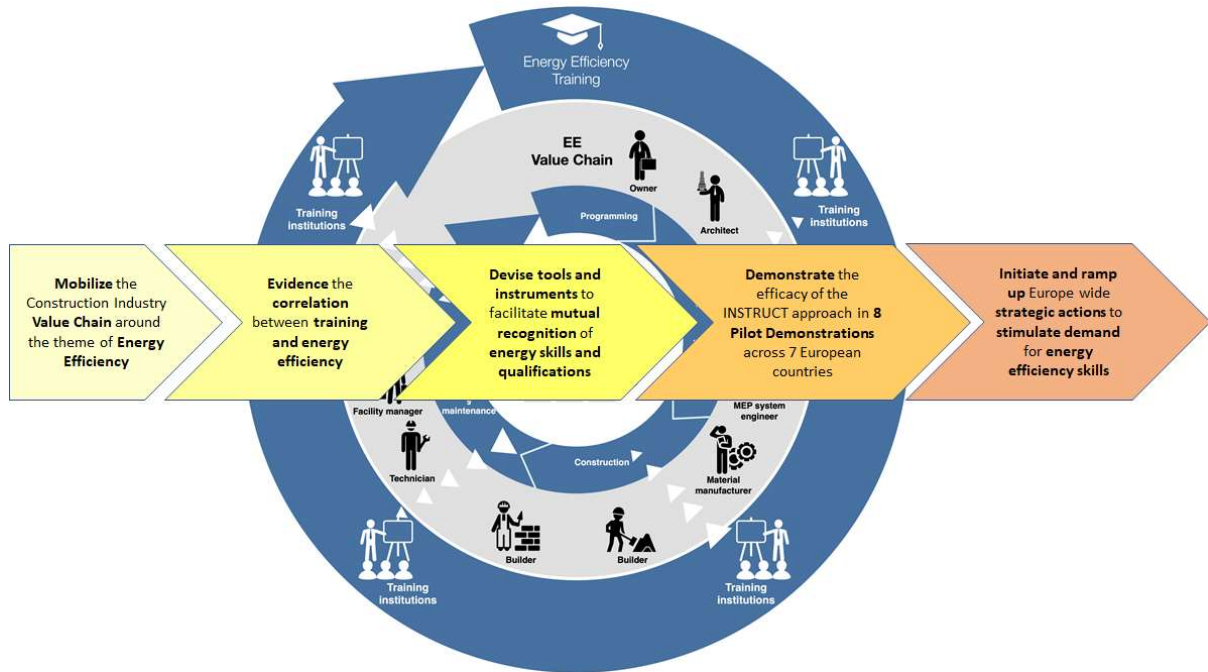 Energy Efficiency
Training
EE
Value Chain
Owner
Architect
Programming
Training
institutions
Training
institutions
Mobilize the
Construction Industry
Value Chain around
the theme of Energy
Efficiency
Evidence the
correlation
between training
and energy
efficiency
Devise tools and
instruments to
facilitate mutual
recognition of
energy skills and
qualifications
Demonstrate the
efficacy of the
INSTRUCT approach in 8
Pilot Demonstrations
across 7 European
countries
Initiate and ramp
up Europe wide
strategic actions to
stimulate demand
for energy
efficiency skills
Facility manager
maintenance
MEP system
engineer
Technician
Construction
Material
manufacturer
Builder
Builder
Training
institutions
Training
institutions